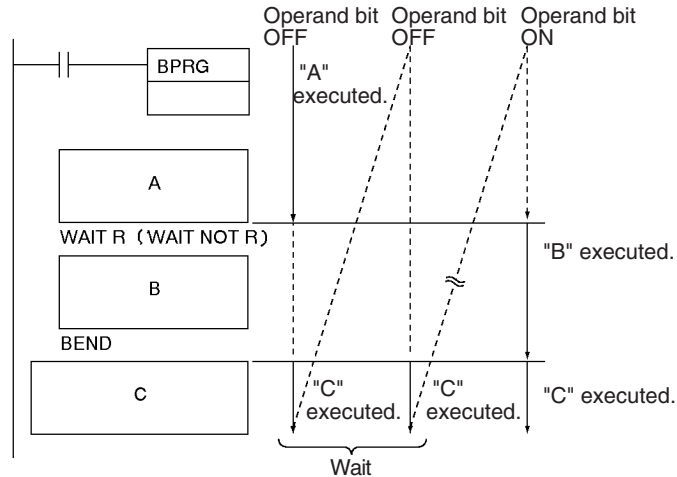 Operand bit
OFF
Operand bit
OFF
Operand bit
ON
BPRG
"A"
executed.
A
WAIT R (WAIT NOT R)
"B" executed.
B
BEND
C
"C"
executed.
"C"
executed.
"C" executed.
Wait